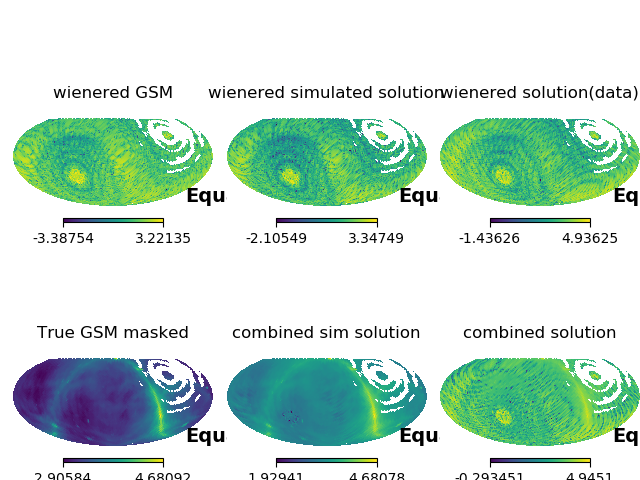 wienered GSM
wienered simulated solution
wienered solution(data)
Equ
Equ
Eq
-3.38754 3.22135
-2.10549 3.34749
-1.43626 4.93625
True GSM masked
combined sim solution
combined solution
Equ
Equ
Eq
2.90584 4.68092
1.92941 4.68078
-0.293451 4.9451